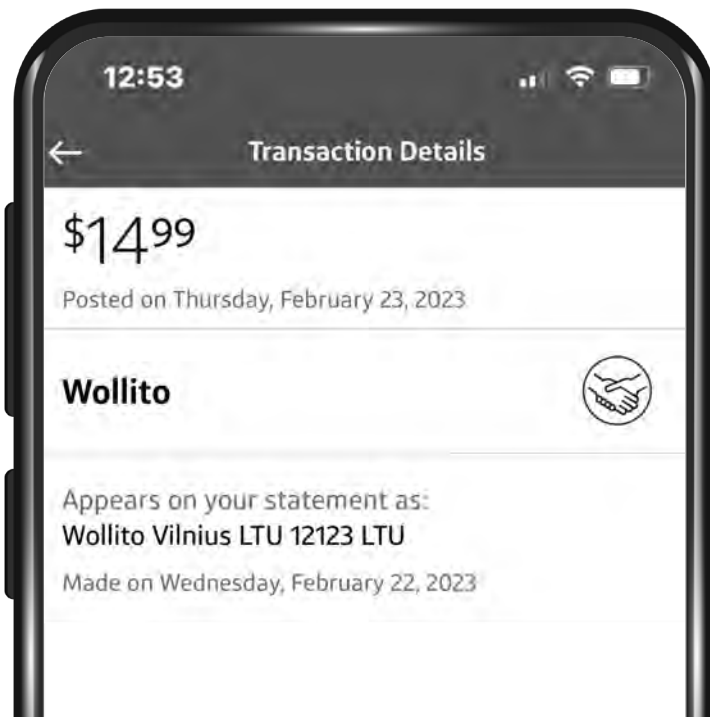 12:53
Transaction Details
$14.99
Posted on Thursday, February 23, 2023
Wollito
Appears on your statement as:
Wollito Vilnius LTU 12123 LTU
Made on Wednesday, February 22, 2023